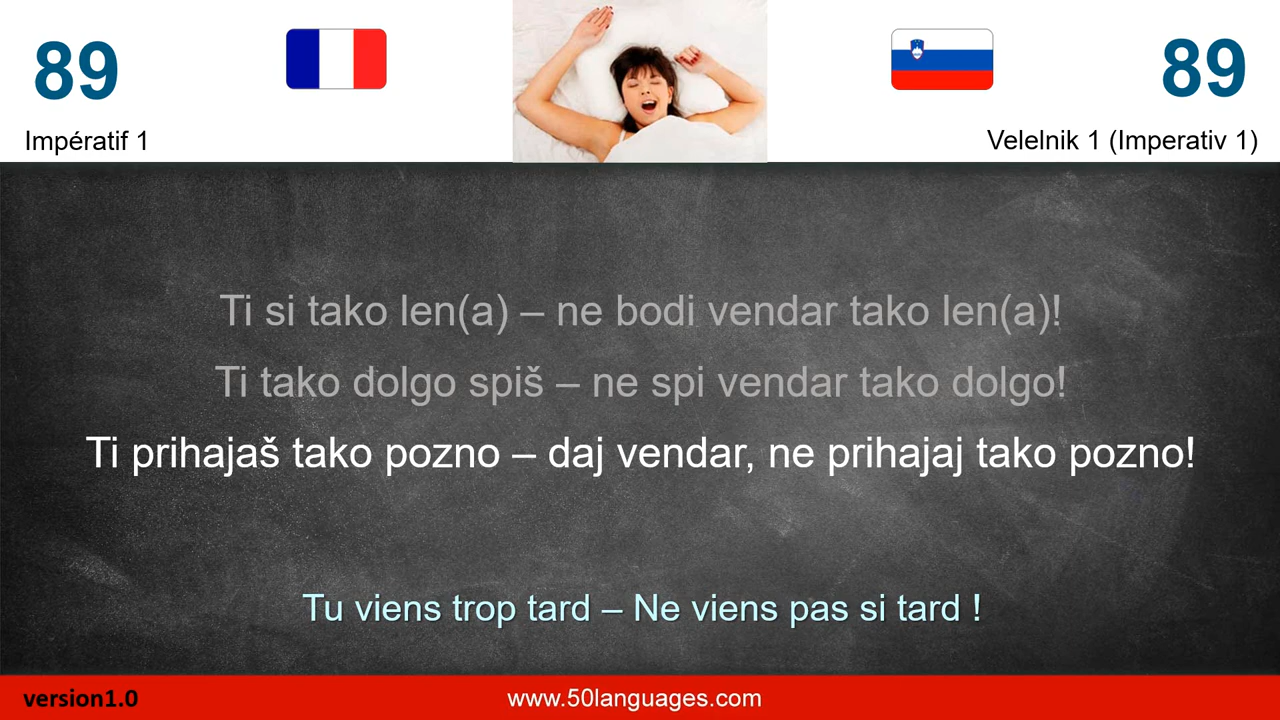 89
89
Impératif 1
Velelnik 1 (Imperativ 1)
Ti si tako len(a) – ne bodi vendar tako len(a)!
Ti tako dolgo spiš – ne spi vendar tako dolgo!
Ti prihajaš tako pozno – daj vendar, ne prihajaj tako pozno!
Tu viens trop tard – Ne viens pas si tard !
version1.0
www.50languages.com